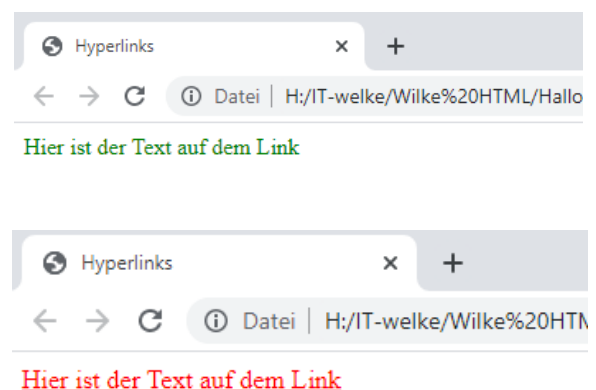 Hyperlinks
Datei | H:/IT-welke/Wilke%20HTML/Hallo
Hier ist der Text auf dem Link
Hyperlinks
Datei | H:/IT-welke/Wilke%20HTM
Hier ist der Text auf dem Link